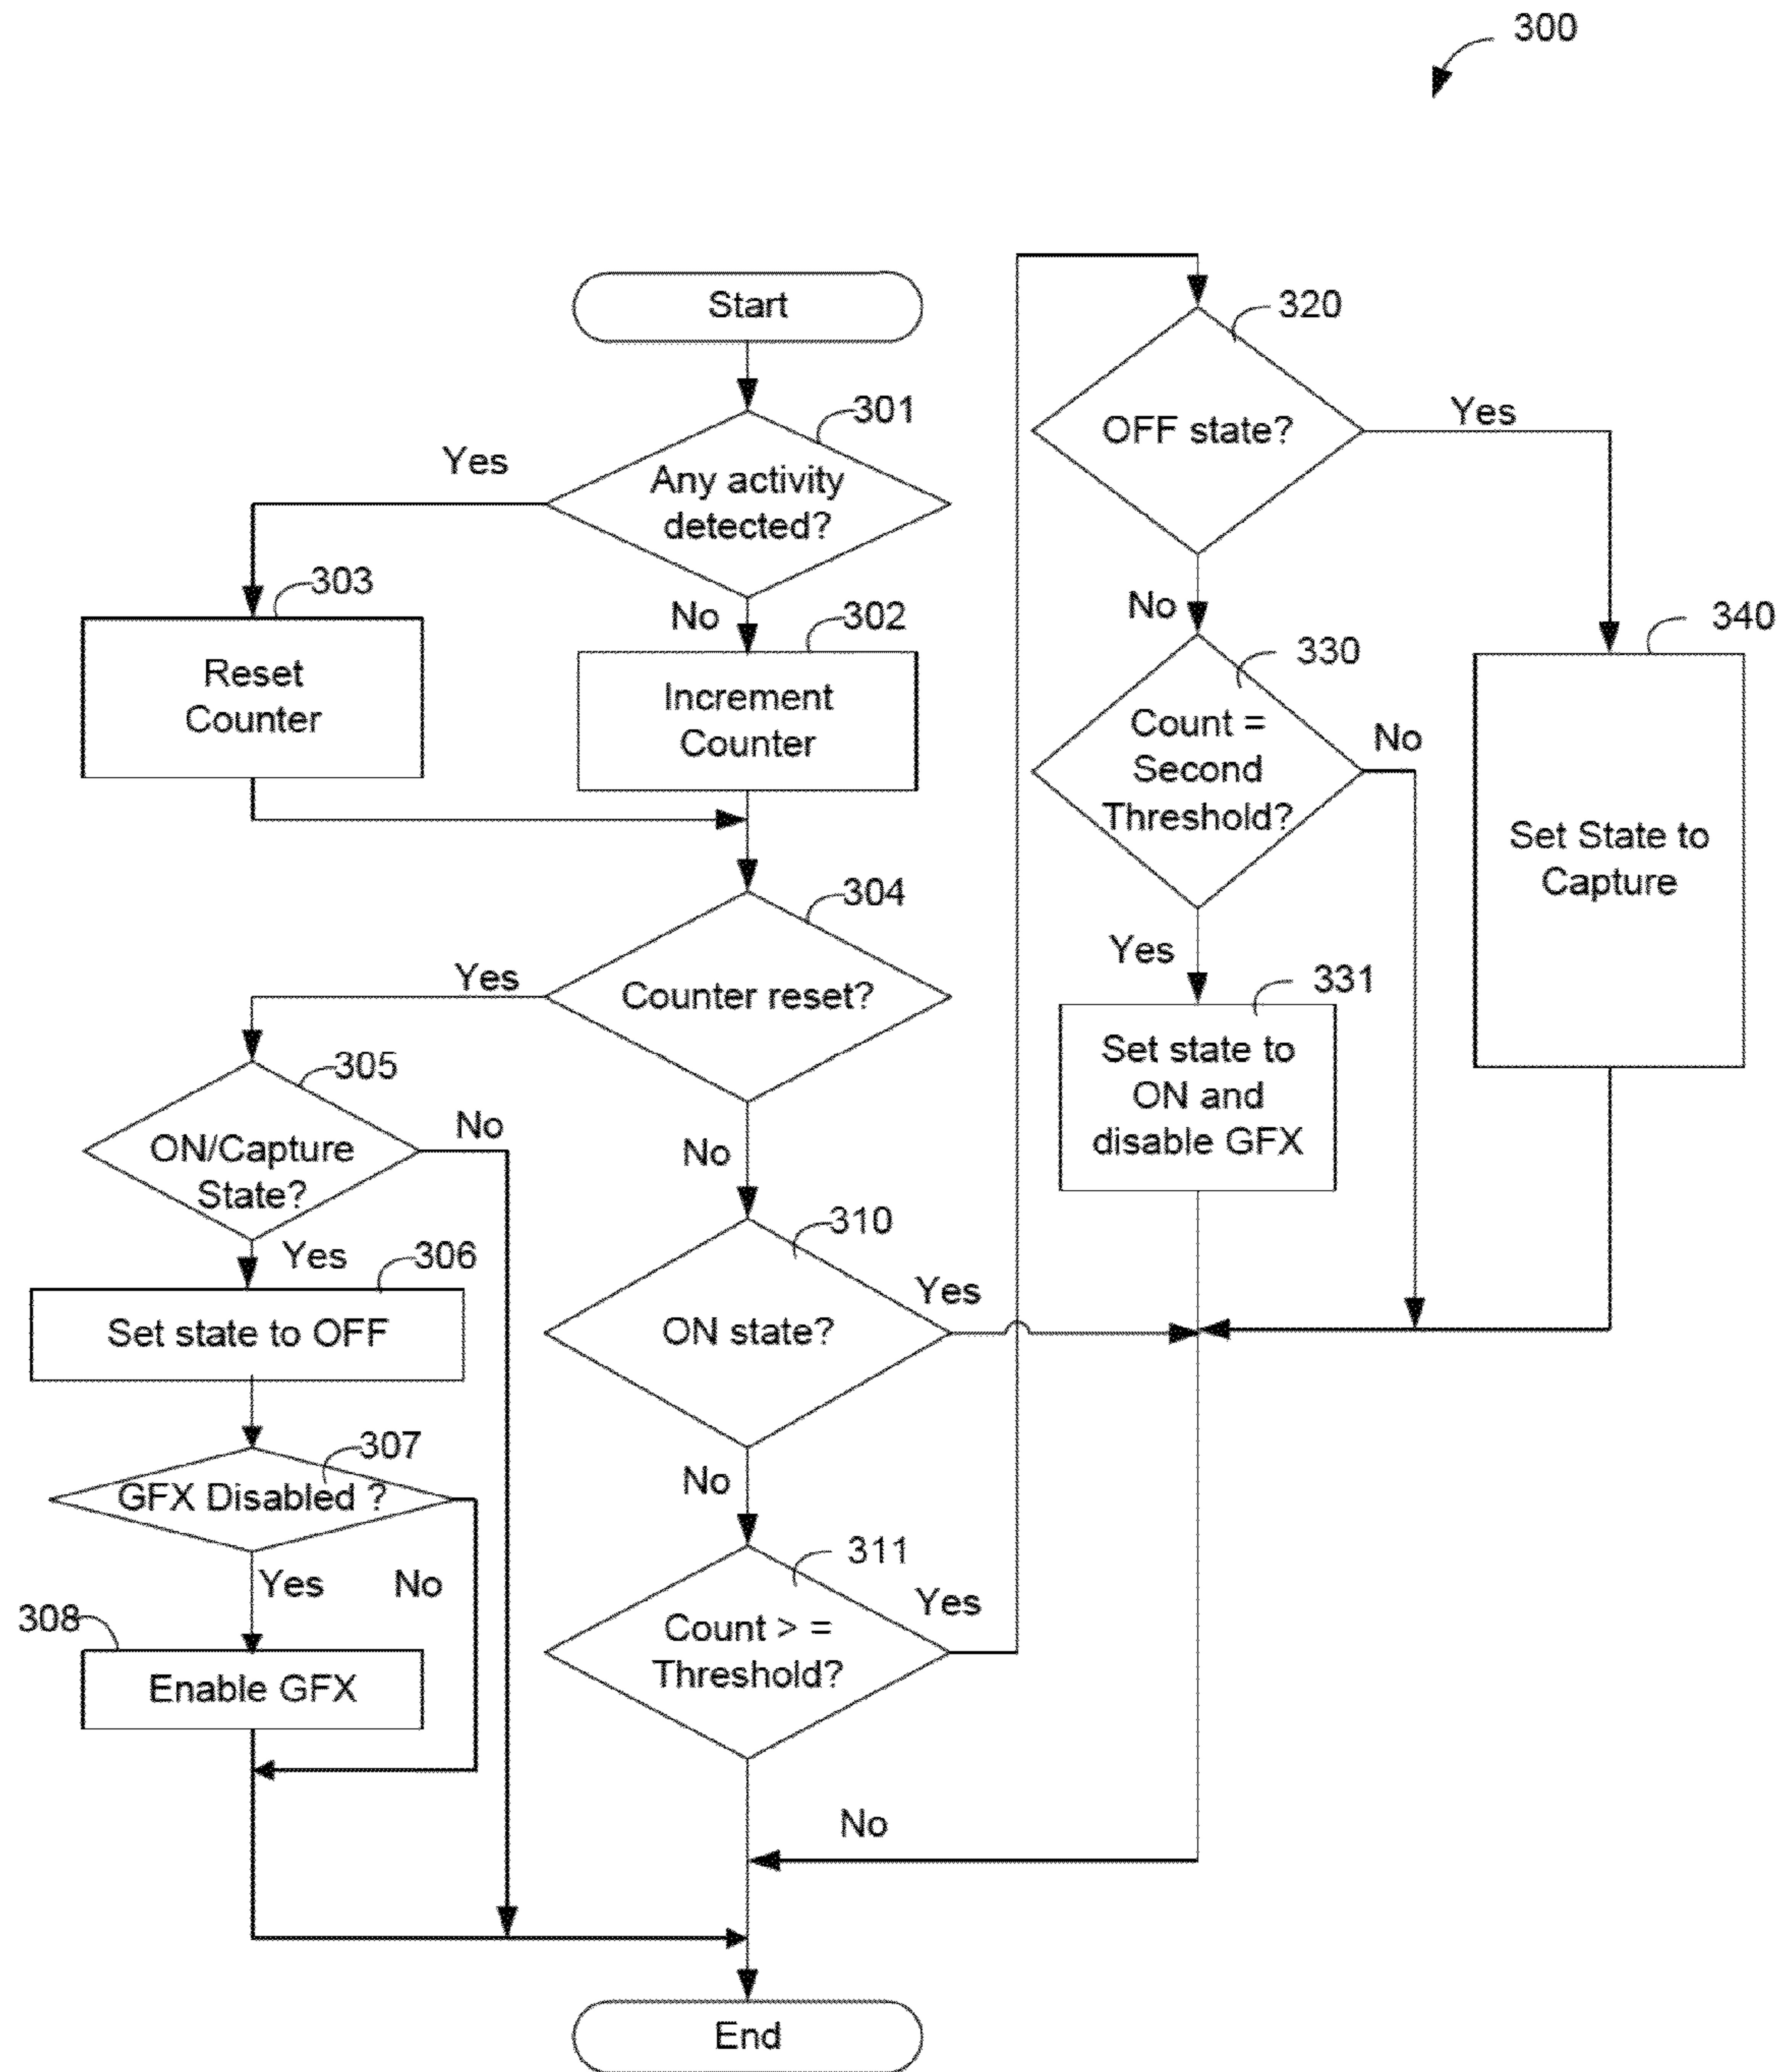 300
Start
301
Any activity
detected?
Yes
No
303
Reset
Counter
302
Increment
Counter
304
Counter reset?
Yes
No
305
ON/Capture
State?
No
Yes
306
Set state to OFF
307
GFX Disabled ?
Yes
No
308
Enable GFX
310
ON state?
Yes
No
311
Count > =
Threshold?
Yes
No
320
OFF state?
Yes
No
330
Count =
Second
Threshold?
No
Yes
331
Set state to
ON and
disable GFX
340
Set State to
Capture
End